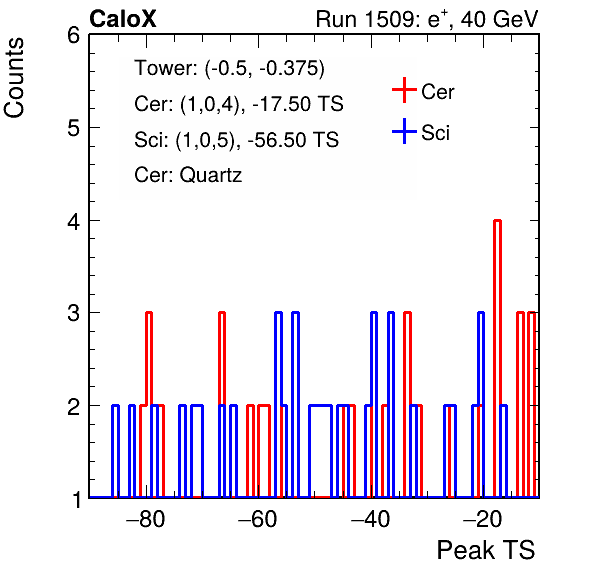 CaloX
Run 1509: e+, 40 GeV
Counts
Tower: (-0.5, -0.375)
Cer: (1,0,4), -17.50 TS
Sci: (1,0,5), -56.50 TS
Cer: Quartz
Cer
Sci
6
5
4
3
2
1
−80 −60 −40 −20
Peak TS